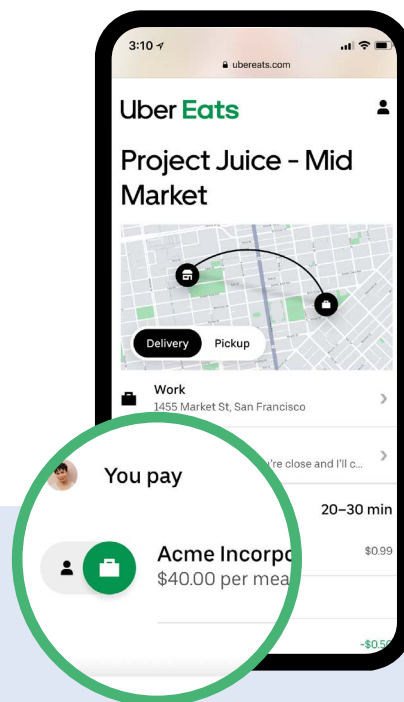 3:10
ubereats.com
Uber Eats
Project Juice - Mid
Market
Delivery
Pickup
Work
1455 Market St, San Francisco
're close and I'll c...
You pay
20–30 min
Acme Incorpo
$0.99
$40.00 per mea
-$0.50